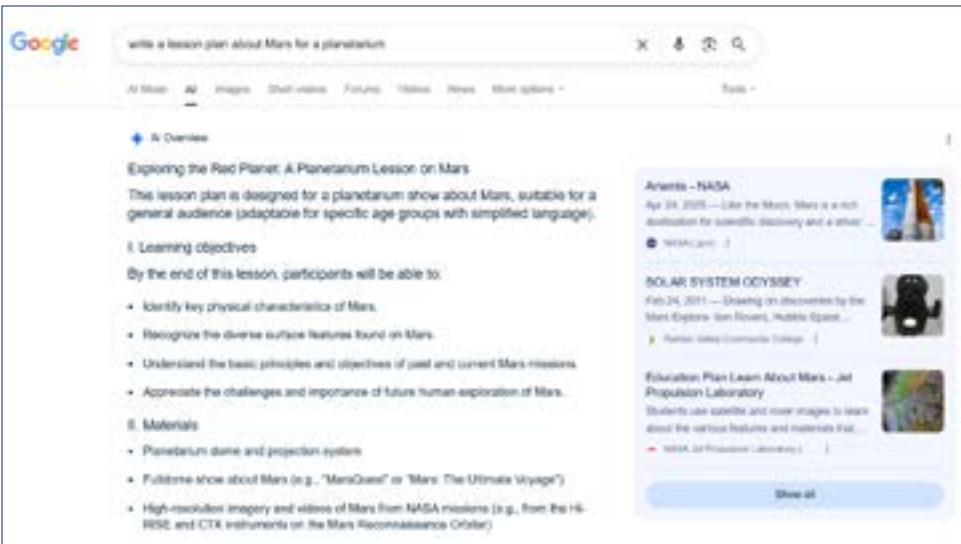 Google
write a lesson plan about Mars for a planetarium
AI Mode All Images Short videos Forums Videos News More options Tools
AI Overview
Exploring the Red Planet: A Planetarium Lesson on Mars
This lesson plan is designed for a planetarium show about Mars, suitable for a
general audience (adaptable for specific age groups with simplified language).
I. Learning objectives
By the end of this lesson, participants will be able to:
• Identify key physical characteristics of Mars.
• Recognize the diverse surface features found on Mars.
• Understand the basic principles and objectives of past and current Mars missions.
• Appreciate the challenges and importance of future human exploration of Mars.
II. Materials
• Planetarium dome and projection system
• Fulldome show about Mars (e.g., "MarsQuest" or "Mars: The Ultimate Voyage")
• High-resolution imagery and videos of Mars from NASA missions (e.g., from the Hi-
RISE and CTX instruments on the Mars Reconnaissance Orbiter)
Artemis - NASA
Apr 24, 2025 — Like the Moon, Mars is a rich
destination for scientific discovery and a driver ...
NASA (.gov)
SOLAR SYSTEM ODYSSEY
Feb 24, 2011 — Drawing on discoveries by the
Mars Exploration Rovers, Hubble Space ...
Raritan Valley Community College
Education Plan Learn About Mars - Jet
Propulsion Laboratory
Students use satellite and rover images to learn
about the various features and materials that ...
NASA Jet Propulsion Laboratory (
Show all